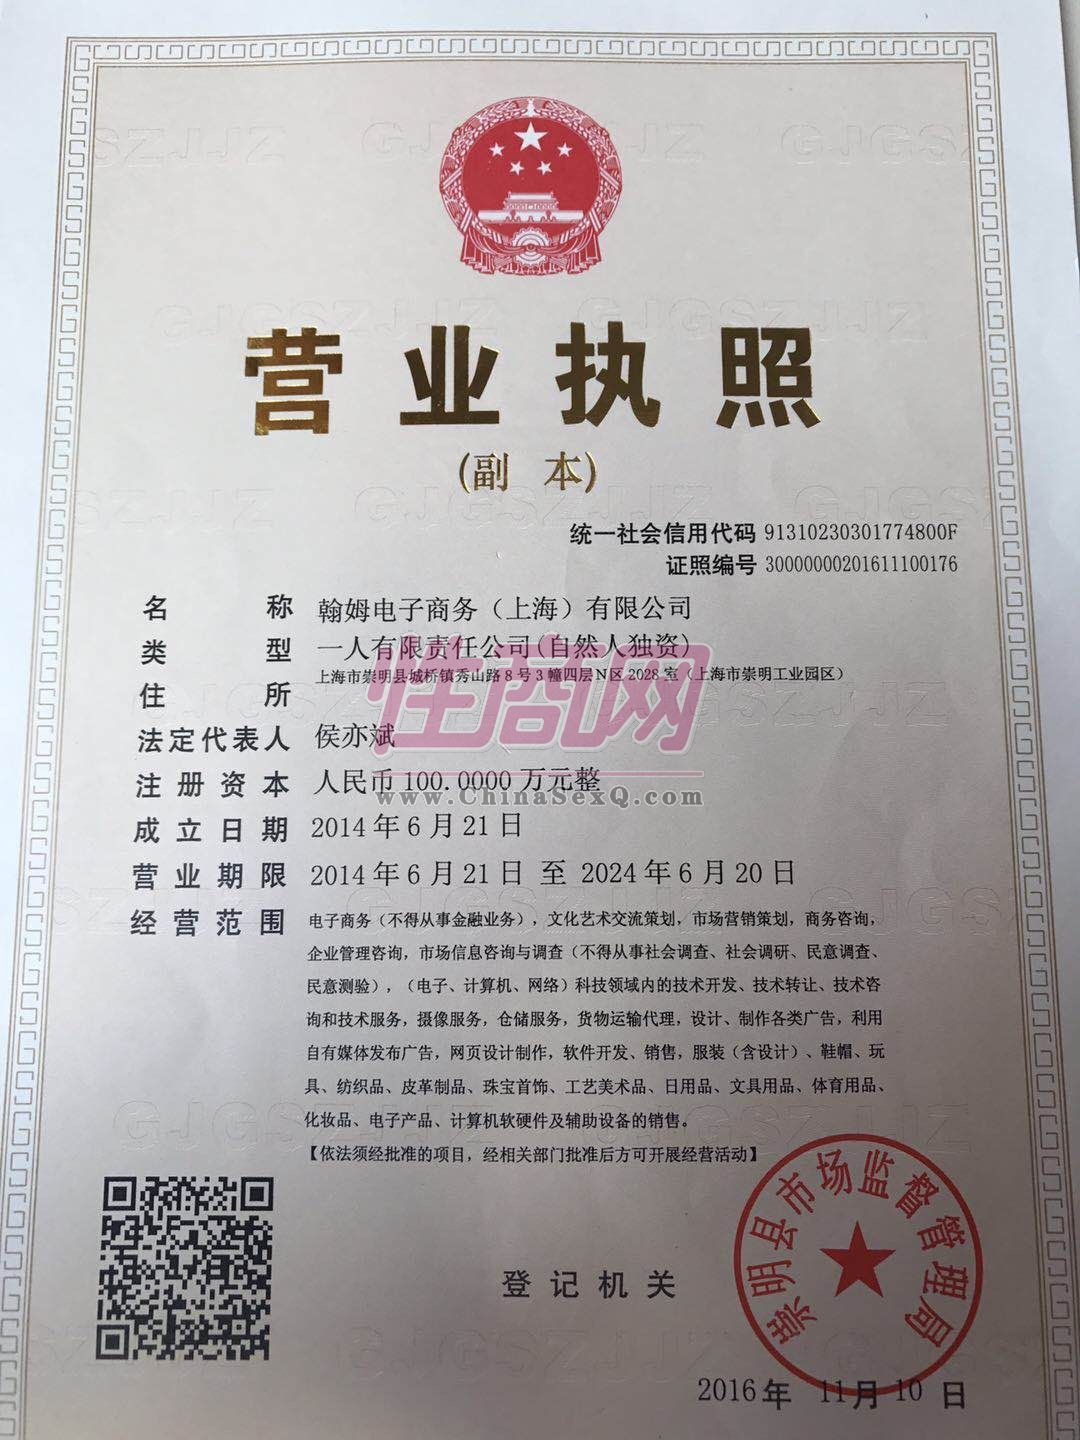 营业执照
(副 本)
统一社会信用代码 91310230301774800F
证照编号 30000000201611100176
名 称 翰姆电子商务（上海）有限公司
类 型 一人有限责任公司(自然人独资)
住 所 上海市崇明县城桥镇秀山路8号3幢四层N区2028室（上海市崇明工业园区）
法定代表人 侯亦斌
注册资本 人民币100.0000万元整
成立日期 2014年6月21日
营业期限 2014年6月21日 至 2024年6月20日
经营范围 电子商务（不得从事金融业务），文化艺术交流策划，市场营销策划，商务咨询，
企业管理咨询，市场信息咨询与调查（不得从事社会调查、社会调研、民意调查、
民意测验），（电子、计算机、网络）科技领域内的技术开发、技术转让、技术咨
询和技术服务，摄像服务，仓储服务，货物运输代理，设计、制作各类广告，利用
自有媒体发布广告，网页设计制作，软件开发、销售，服装（含设计）、鞋帽、玩
具、纺织品、皮革制品、珠宝首饰、工艺美术品、日用品、文具用品、体育用品、
化妆品、电子产品、计算机软硬件及辅助设备的销售。
【依法须经批准的项目，经相关部门批准后方可开展经营活动】
登记机关
崇明县市场监督管理局
2016年 11月 10日
性商网
www.ChinaSexQ.com
GJGSZJJZ